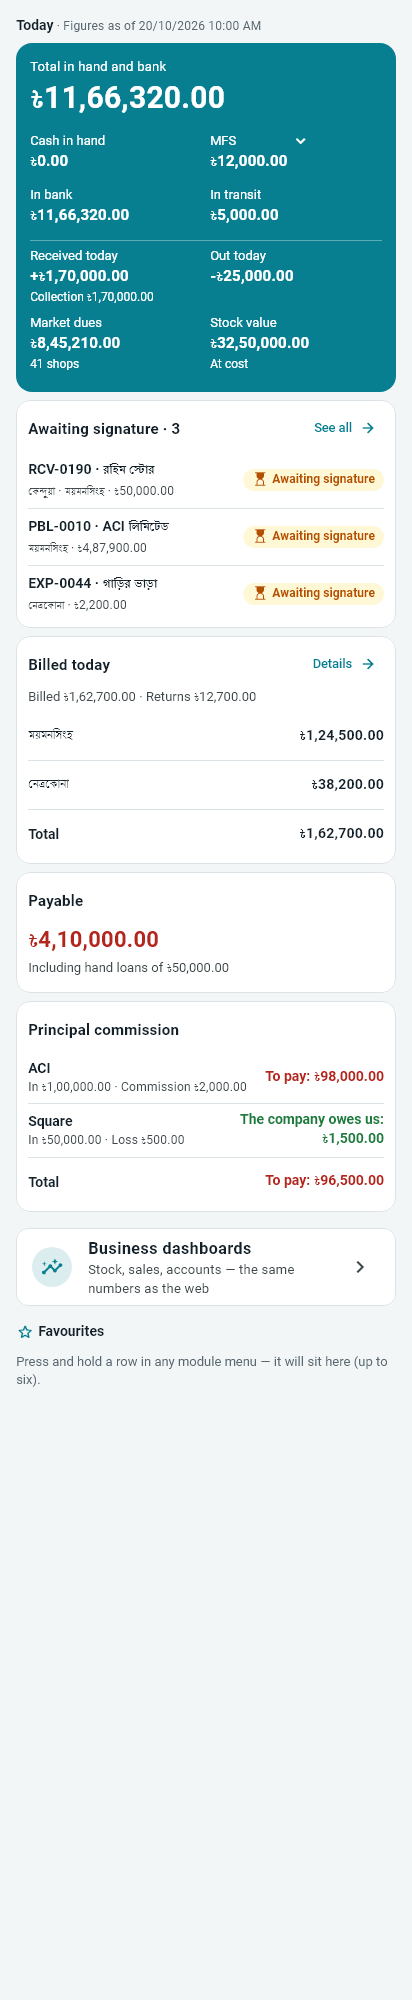 Today · Figures as of 20/10/2026 10:00 AM
Total in hand and bank
৳11,66,320.00
Cash in hand
৳0.00
MFS
৳12,000.00
In bank
৳11,66,320.00
In transit
৳5,000.00
Received today
+৳1,70,000.00
Collection ৳1,70,000.00
Out today
-৳25,000.00
Market dues
৳8,45,210.00
41 shops
Stock value
৳32,50,000.00
At cost
Awaiting signature · 3
See all
RCV-0190 · রহিম স্টোর
কেন্দুয়া · ময়মনসিংহ · ৳50,000.00
Awaiting signature
PBL-0010 · ACI লিমিটেড
ময়মনসিংহ · ৳4,87,900.00
Awaiting signature
EXP-0044 · গাড়ির ভাড়া
নেত্রকোনা · ৳2,200.00
Awaiting signature
Billed today
Details
Billed ৳1,62,700.00 · Returns ৳12,700.00
ময়মনসিংহ ৳1,24,500.00
নেত্রকোনা ৳38,200.00
Total ৳1,62,700.00
Payable
৳4,10,000.00
Including hand loans of ৳50,000.00
Principal commission
ACI
In ৳1,00,000.00 · Commission ৳2,000.00
To pay: ৳98,000.00
Square
In ৳50,000.00 · Loss ৳500.00
The company owes us:
৳1,500.00
Total
To pay: ৳96,500.00
Business dashboards
Stock, sales, accounts — the same
numbers as the web
Favourites
Press and hold a row in any module menu — it will sit here (up to
six).